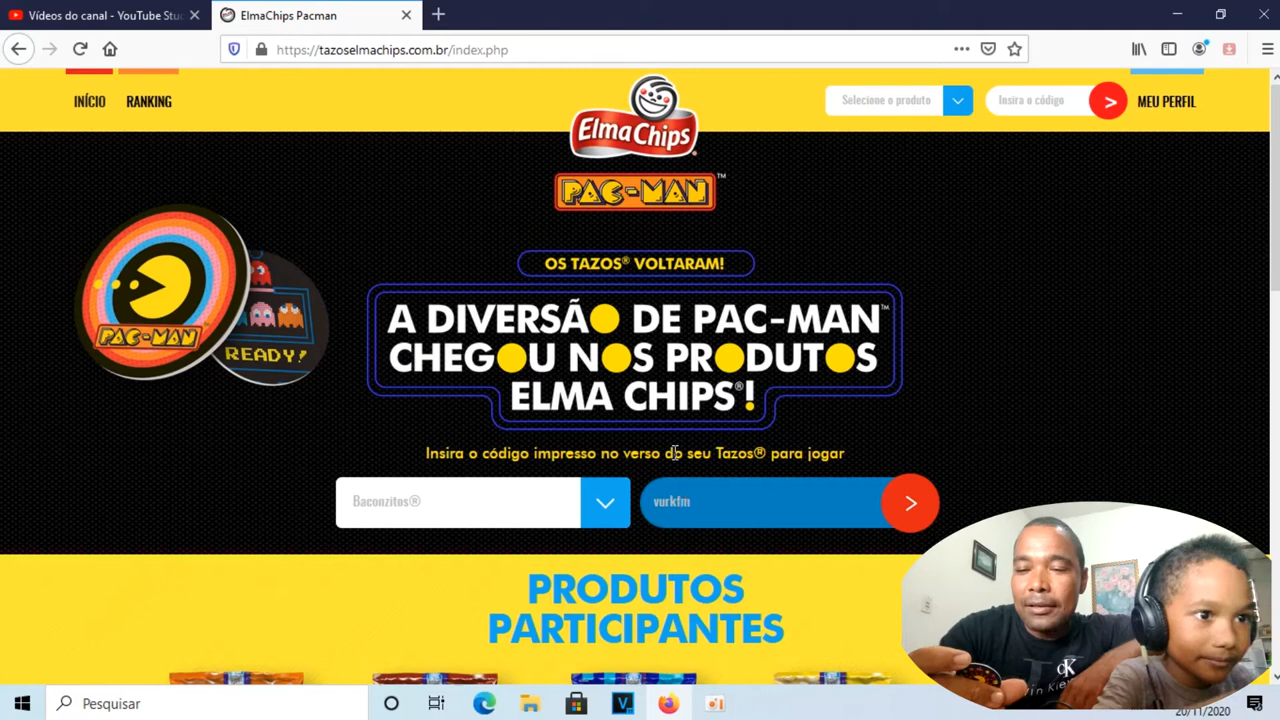 Vídeos do canal - YouTube Stu
ElmaChips Pacman
https://tazoselmachips.com.br/index.php
INÍCIO
RANKING
ElmaChips
Selecione o produto
Insira o código
>
MEU PERFIL
PAC-MAN™
PAC-MAN
READY!
OS TAZOS® VOLTARAM!
A DIVERSÃO DE PAC-MAN™
CHEGOU NOS PRODUTOS
ELMA CHIPS®!
Insira o código impresso no verso do seu Tazos® para jogar
Baconzitos®
vurkfm
>
PRODUTOS
PARTICIPANTES
Pesquisar
20/11/2020